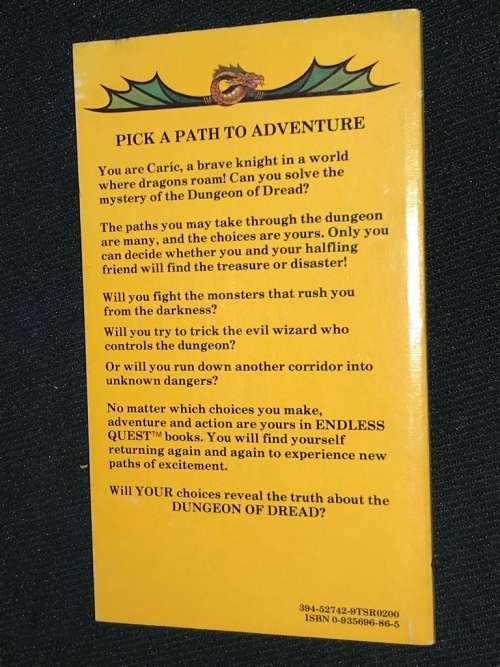 PICK A PATH TO ADVENTURE
You are Caric, a brave knight in a world
where dragons roam! Can you solve the
mystery of the Dungeon of Dread?
The paths you may take through the dungeon
are many, and the choices are yours. Only you
can decide whether you and your halfling
friend will find the treasure or disaster!
Will you fight the monsters that rush you
from the darkness?
Will you try to trick the evil wizard who
controls the dungeon?
Or will you run down another corridor into
unknown dangers?
No matter which choices you make,
adventure and action are yours in ENDLESS
QUEST™ books. You will find yourself
returning again and again to experience new
paths of excitement.
Will YOUR choices reveal the truth about the
DUNGEON OF DREAD?
394-52742-9TSR0200
ISBN 0-935696-86-5